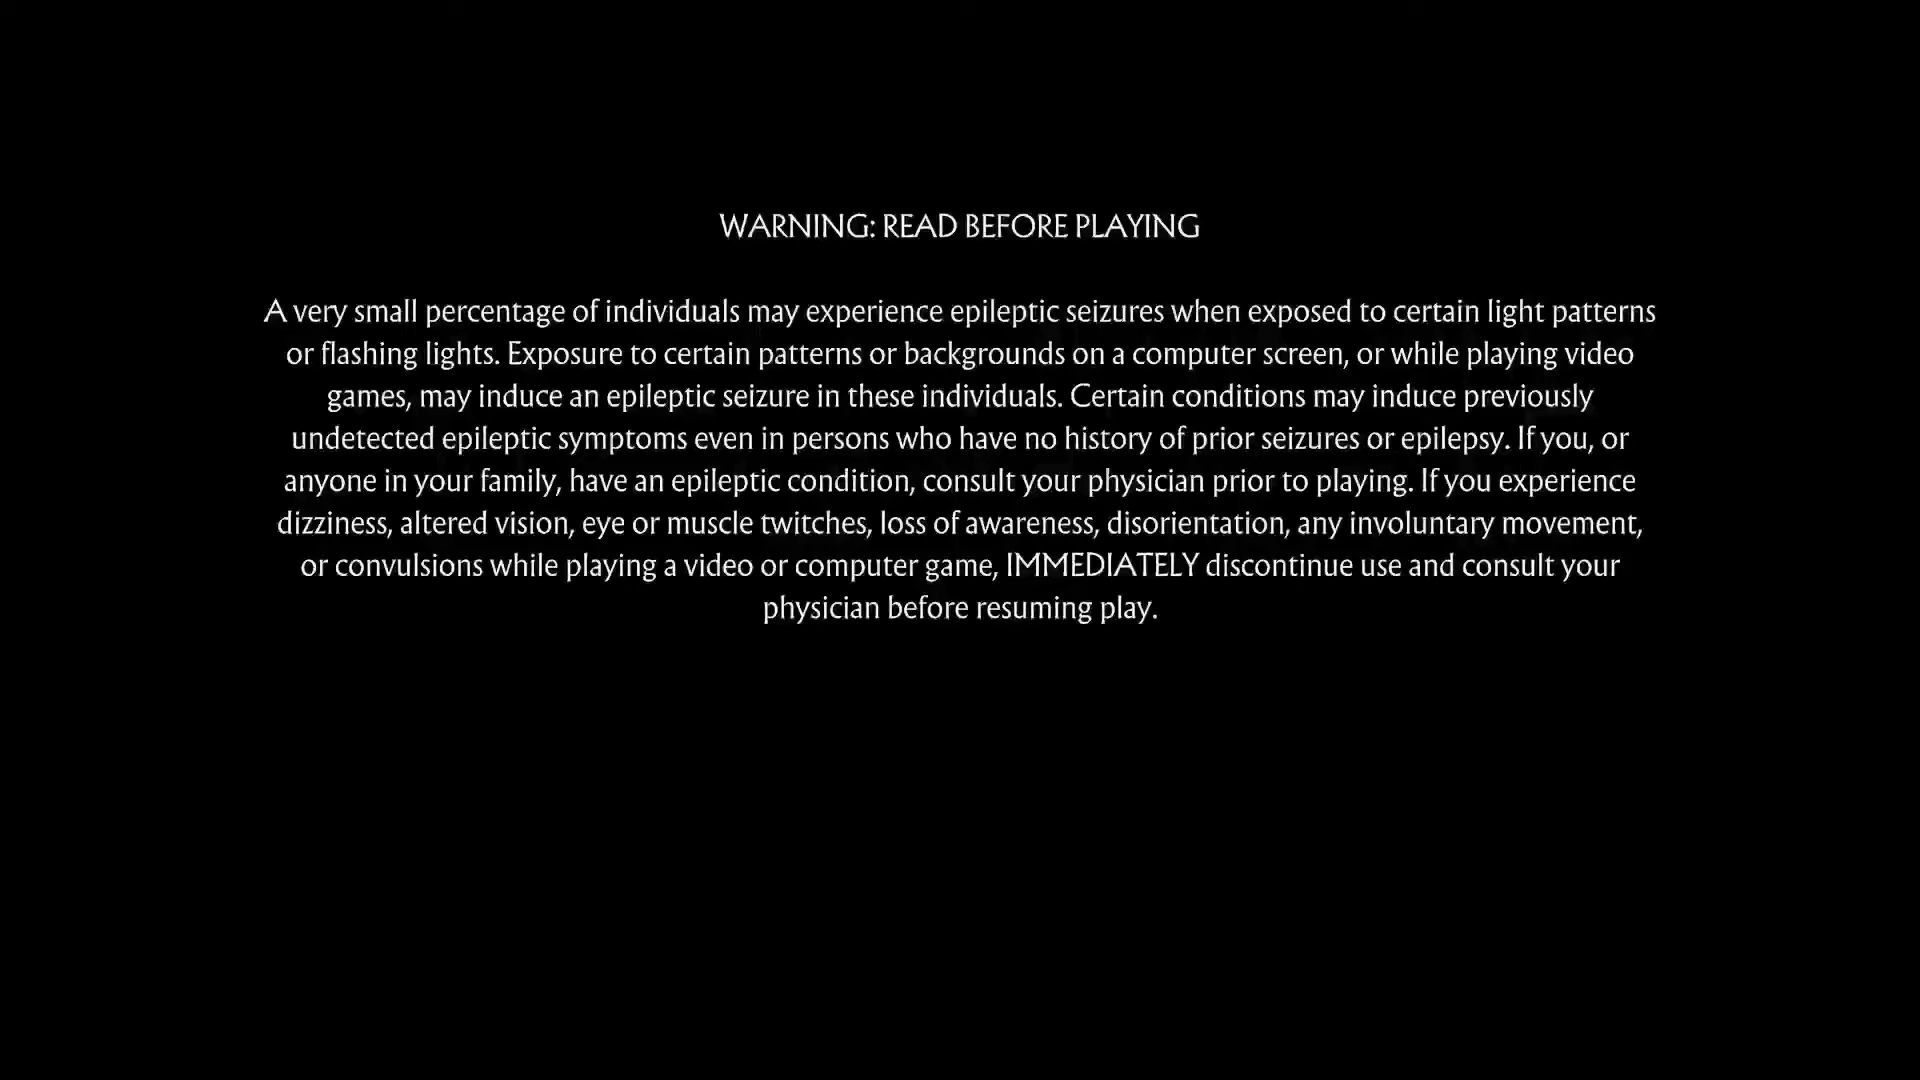 WARNING: READ BEFORE PLAYING
A very small percentage of individuals may experience epileptic seizures when exposed to certain light patterns
or flashing lights. Exposure to certain patterns or backgrounds on a computer screen, or while playing video
games, may induce an epileptic seizure in these individuals. Certain conditions may induce previously
undetected epileptic symptoms even in persons who have no history of prior seizures or epilepsy. If you, or
anyone in your family, have an epileptic condition, consult your physician prior to playing. If you experience
dizziness, altered vision, eye or muscle twitches, loss of awareness, disorientation, any involuntary movement,
or convulsions while playing a video or computer game, IMMEDIATELY discontinue use and consult your
physician before resuming play.